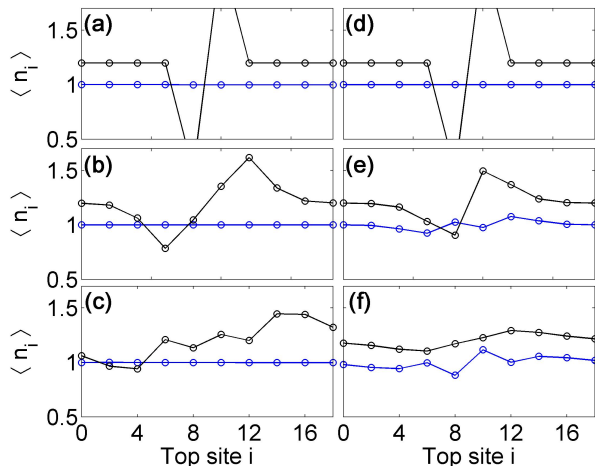 (a) (d)
1.5
⟨ n_i ⟩
1
0.5
(b) (e)
1.5
⟨ n_i ⟩
1
0.5
(c) (f)
1.5
⟨ n_i ⟩
1
0.5
0 4 8 12 16 0 4 8 12 16
Top site i Top site i